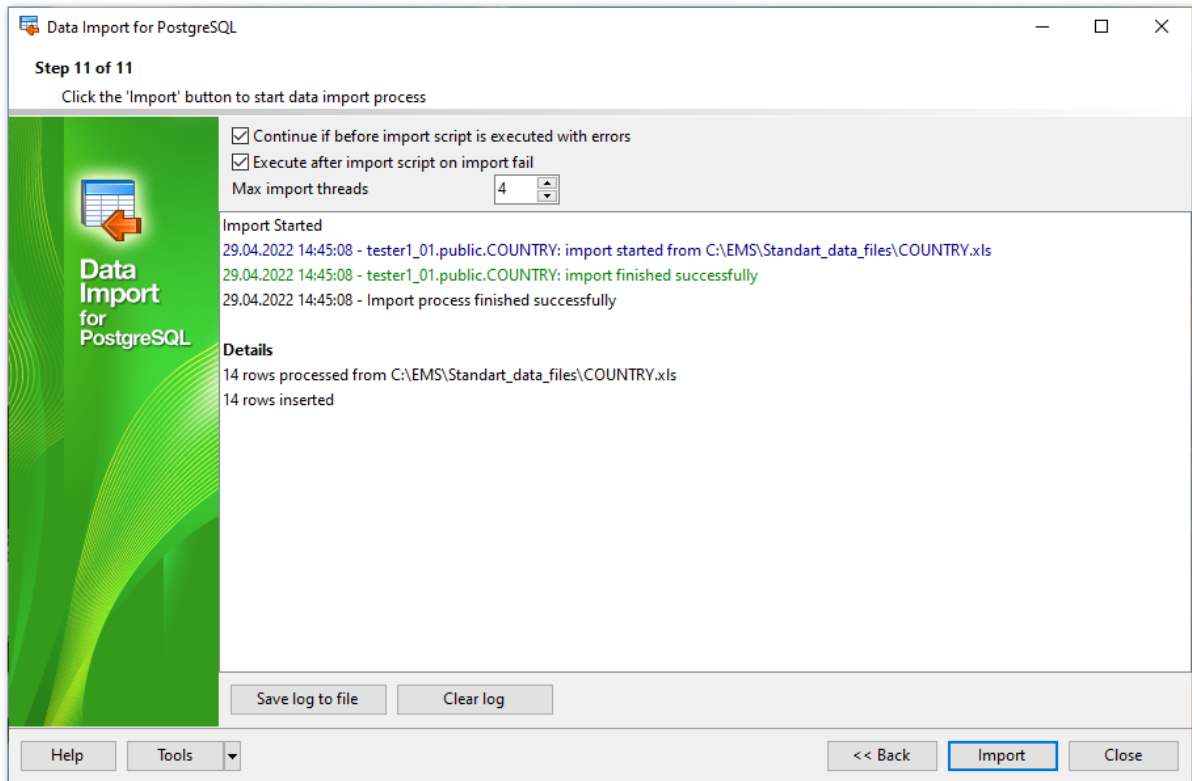 Data Import for PostgreSQL
Step 11 of 11
Click the 'Import' button to start data import process
Data
Import
for
PostgreSQL
Continue if before import script is executed with errors
Execute after import script on import fail
Max import threads 4
Import Started
29.04.2022 14:45:08 - tester1_01.public.COUNTRY: import started from C:\EMS\Standart_data_files\COUNTRY.xls
29.04.2022 14:45:08 - tester1_01.public.COUNTRY: import finished successfully
29.04.2022 14:45:08 - Import process finished successfully
Details
14 rows processed from C:\EMS\Standart_data_files\COUNTRY.xls
14 rows inserted
Save log to file Clear log
Help Tools << Back Import Close